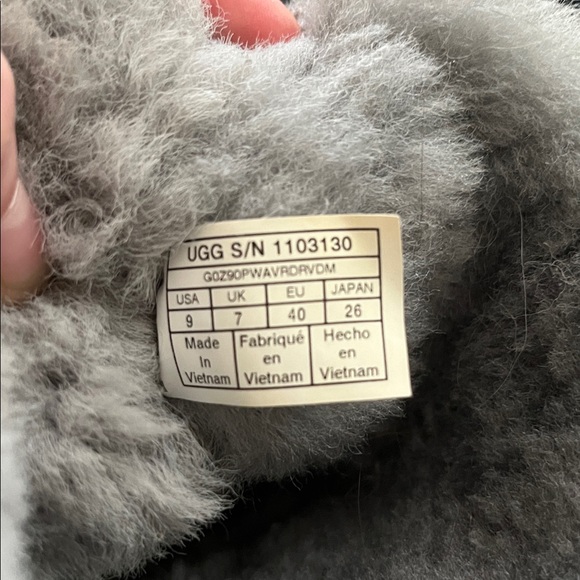 UGG S/N 1103130
G0Z90PWAVRDRVDM
USA UK EU JAPAN
9 7 40 26
Made Fabriqué Hecho
In en en
Vietnam Vietnam Vietnam